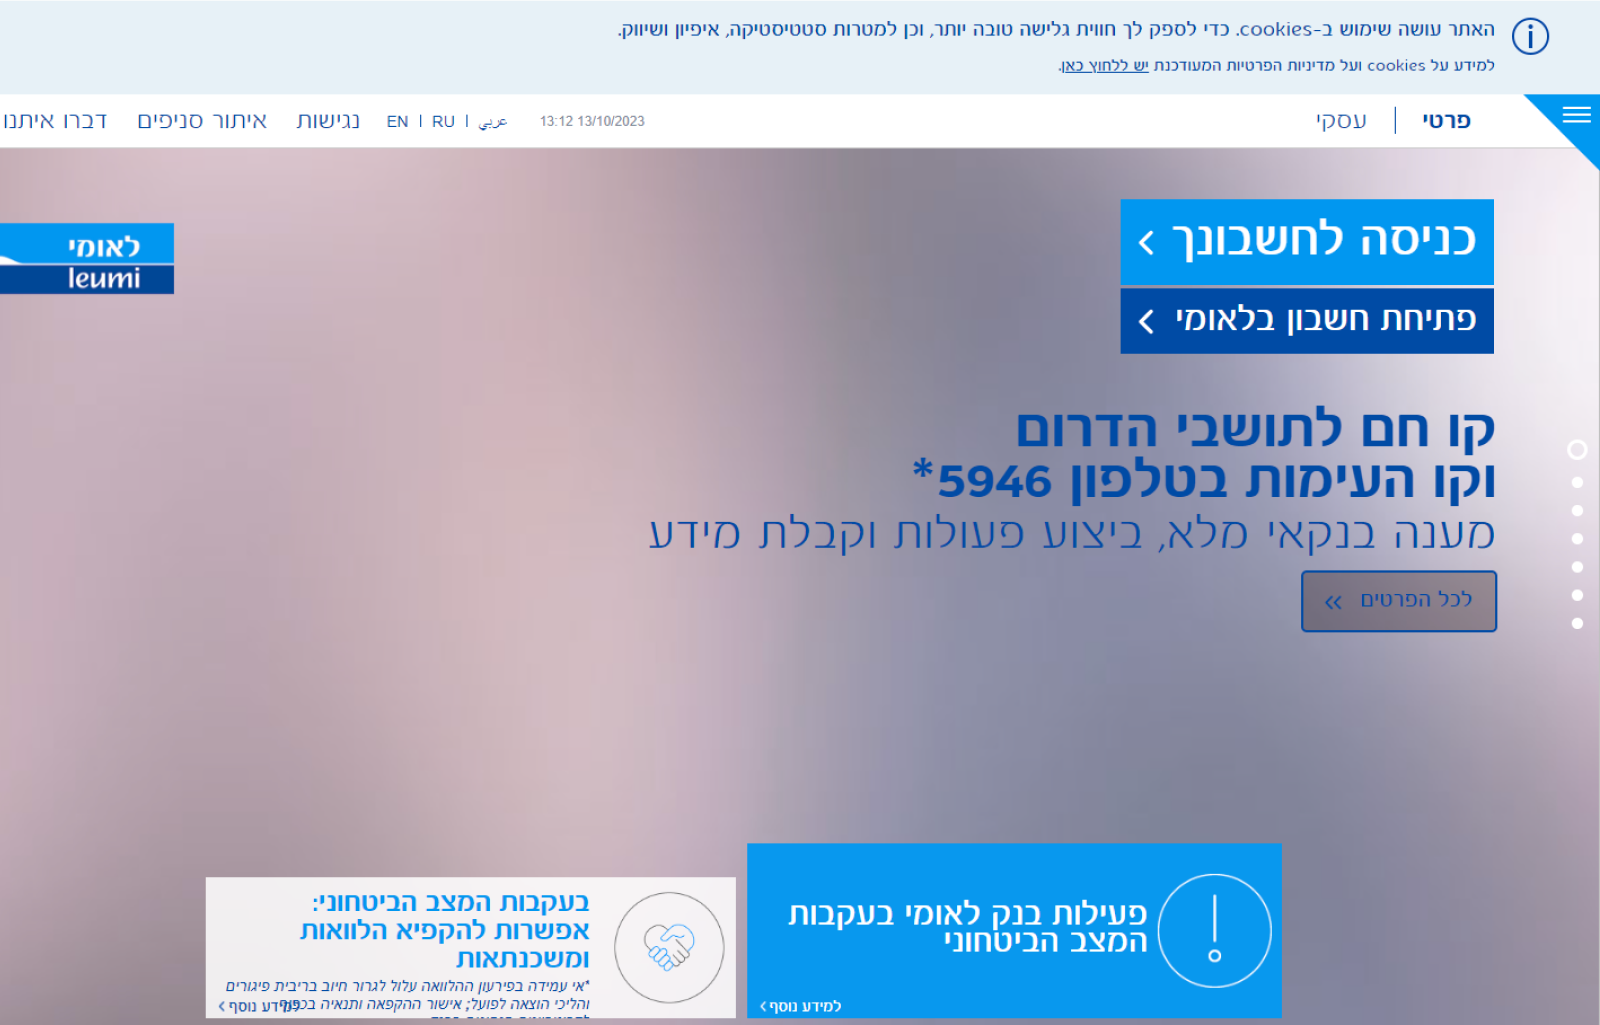 האתר עושה שימוש ב-cookies. כדי לספק לך חווית גלישה טובה יותר, וכן למטרות סטטיסטיקה, איפיון ושיווק.
למידע על cookies ועל מדיניות הפרטיות המעודכנת יש ללחוץ כאן.
פרטי | עסקי
13:12 13/10/2023
عربي | RU | EN
נגישות
איתור סניפים
דברו איתנו
לאומי
leumi
כניסה לחשבונך
פתיחת חשבון בלאומי
קו חם לתושבי הדרום
וקו העימות בטלפון 5946*
מענה בנקאי מלא, ביצוע פעולות וקבלת מידע
לכל הפרטים
פעילות בנק לאומי בעקבות
המצב הביטחוני
למידע נוסף
בעקבות המצב הביטחוני:
אפשרות להקפיא הלוואות
ומשכנתאות
*אי עמידה בפירעון ההלוואה עלול לגרור חיוב בריבית פיגורים
והליכי הוצאה לפועל; אישור ההקפאה ותנאיה
למידע נוסף